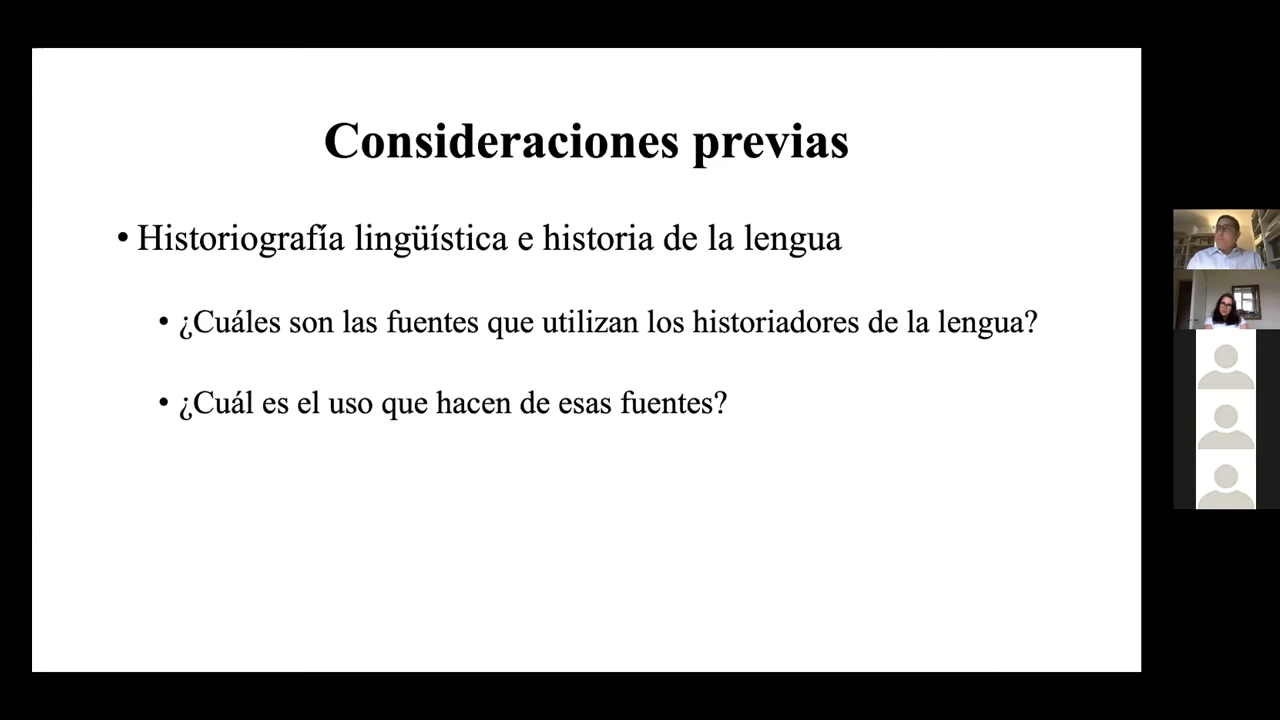 Consideraciones previas
• Historiografía lingüística e historia de la lengua
• ¿Cuáles son las fuentes que utilizan los historiadores de la lengua?
• ¿Cuál es el uso que hacen de esas fuentes?